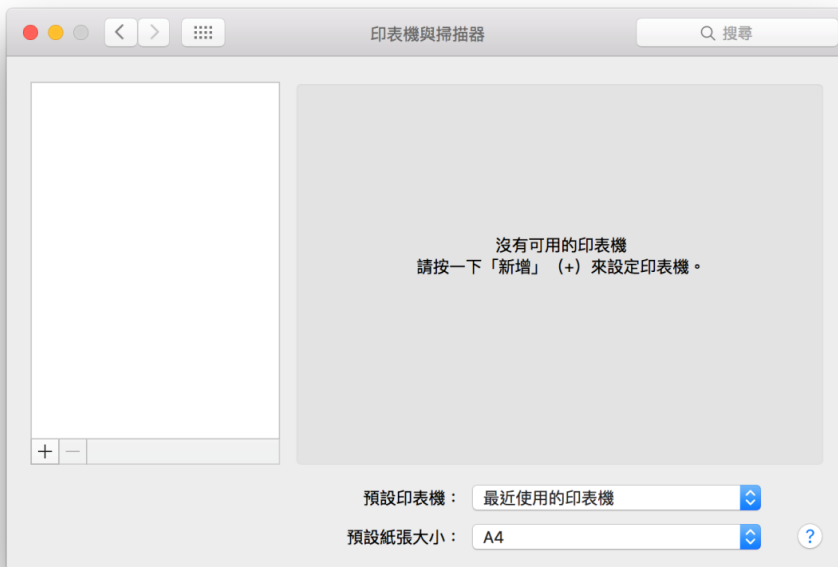 印表機與掃描器
搜尋
沒有可用的印表機
請按一下「新增」（+）來設定印表機。
+ −
預設印表機： 最近使用的印表機
預設紙張大小： A4
?